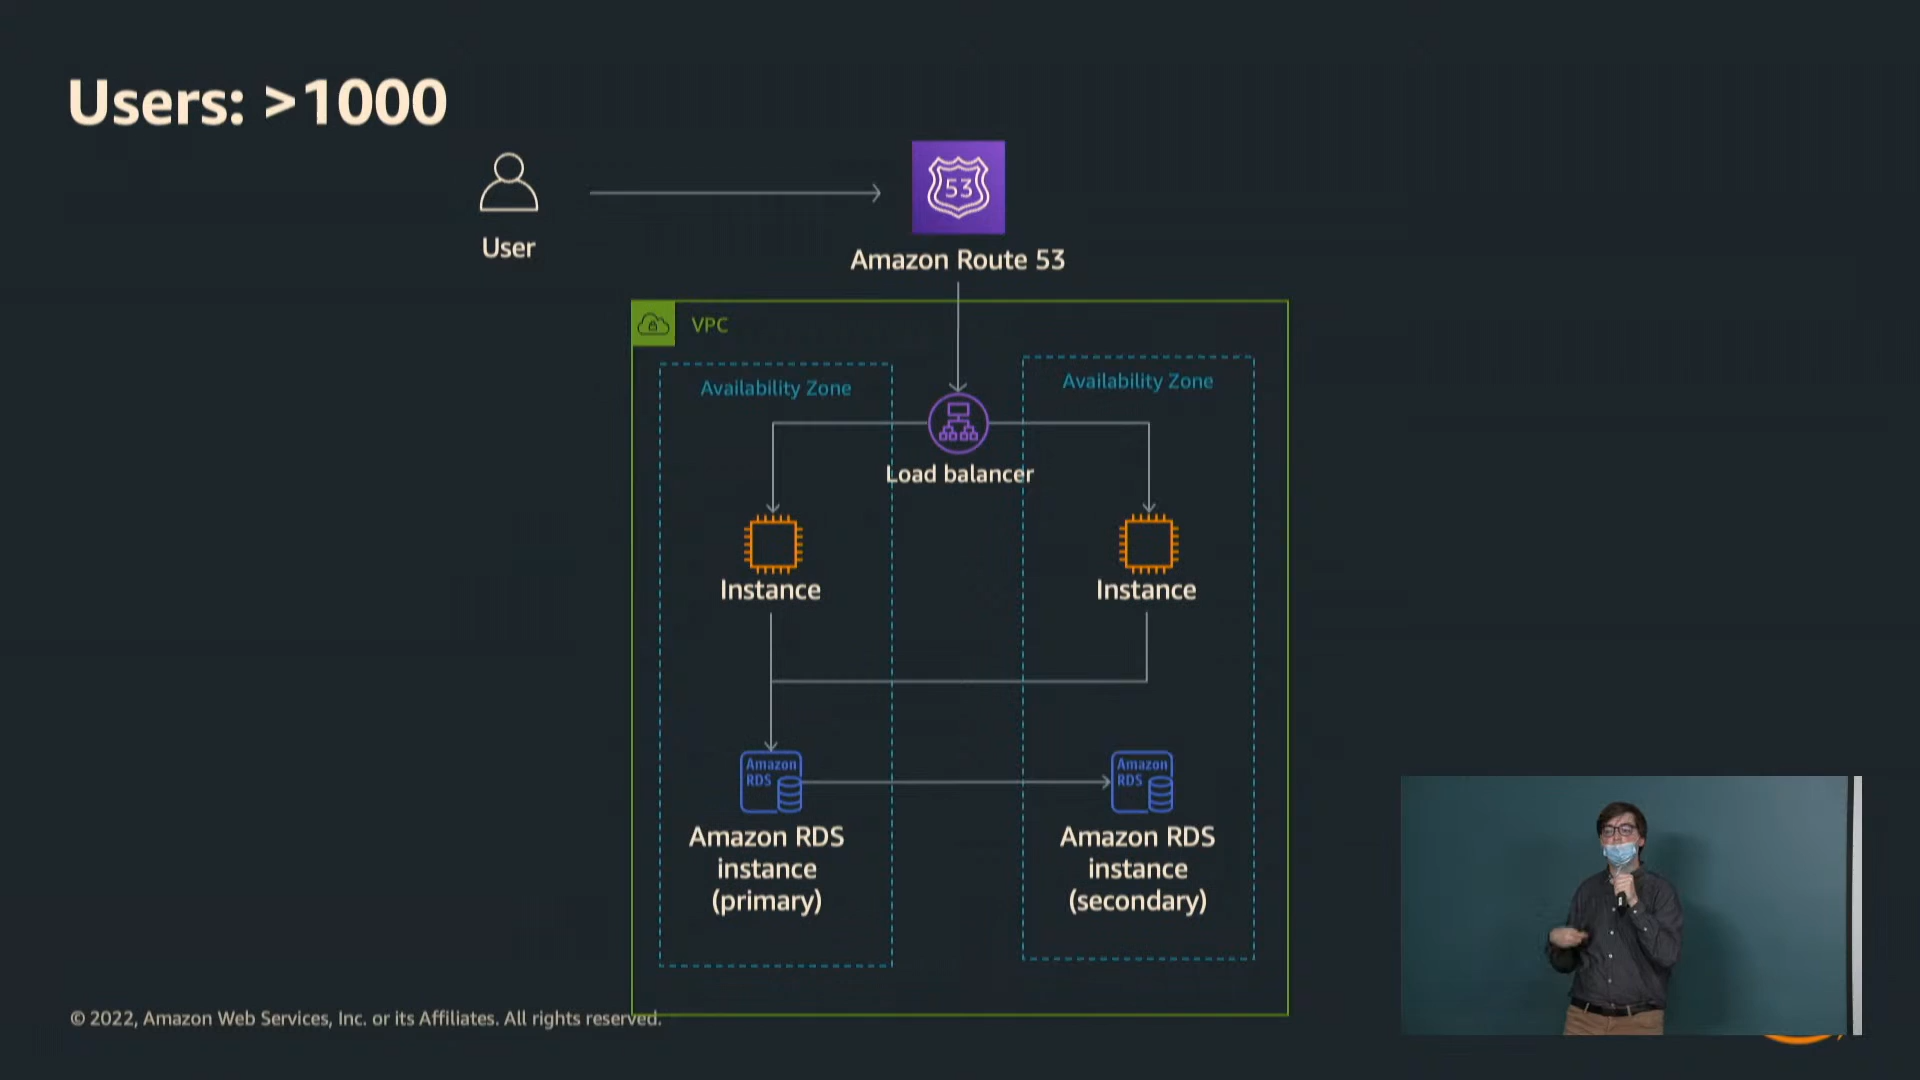 Users: >1000
User
53
Amazon Route 53
VPC
Availability Zone
Availability Zone
Load balancer
Instance
Instance
Amazon
RDS
Amazon
RDS
Amazon RDS
instance
(primary)
Amazon RDS
instance
(secondary)
© 2022, Amazon Web Services, Inc. or its Affiliates. All rights reserved.